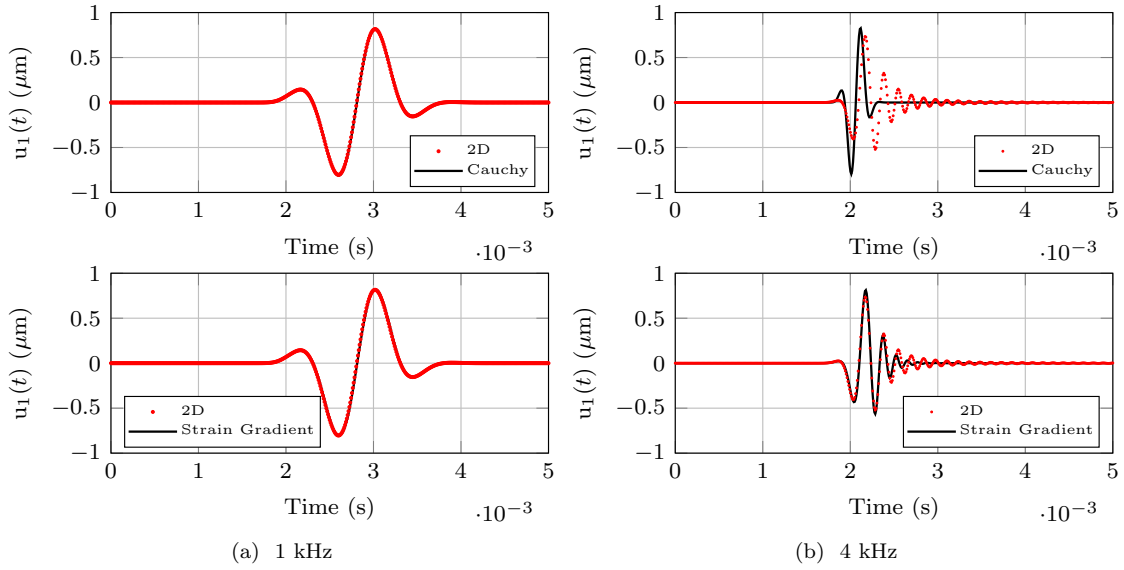 1
0.5
0
−0.5
−1
u₁(t) (μm)
2D
Cauchy
0 1 2 3 4 5
Time (s)
·10⁻³
1
0.5
0
−0.5
−1
u₁(t) (μm)
2D
Cauchy
0 1 2 3 4 5
Time (s)
·10⁻³
1
0.5
0
−0.5
−1
u₁(t) (μm)
2D
Strain Gradient
0 1 2 3 4 5
Time (s)
·10⁻³
1
0.5
0
−0.5
−1
u₁(t) (μm)
2D
Strain Gradient
0 1 2 3 4 5
Time (s)
·10⁻³
(a) 1 kHz
(b) 4 kHz